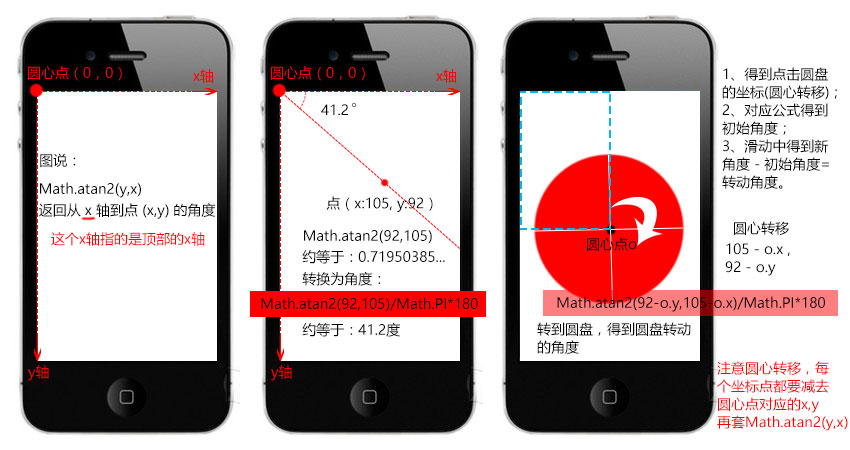 圆心点（0，0）
x轴
图说：
Math.atan2(y,x)
返回从 x 轴到点 (x,y) 的角度
这个x轴指的是顶部的x轴
y轴
圆心点（0，0）
x轴
41.2°
点（x:105, y:92）
Math.atan2(92,105)
约等于：0.71950385...
转换为角度：
Math.atan2(92,105)/Math.PI*180
约等于：41.2度
y轴
圆心点o
Math.atan2(92-o.y,105-o.x)/Math.PI*180
转到圆盘，得到圆盘转动
的角度
1、得到点击圆盘
的坐标(圆心转移)；
2、对应公式得到
初始角度；
3、滑动中得到新
角度 - 初始角度=
转动角度。
圆心转移
105 - o.x ,
92 - o.y
注意圆心转移，每
个坐标点都要减去
圆心点对应的x,y
再套Math.atan2(y,x)